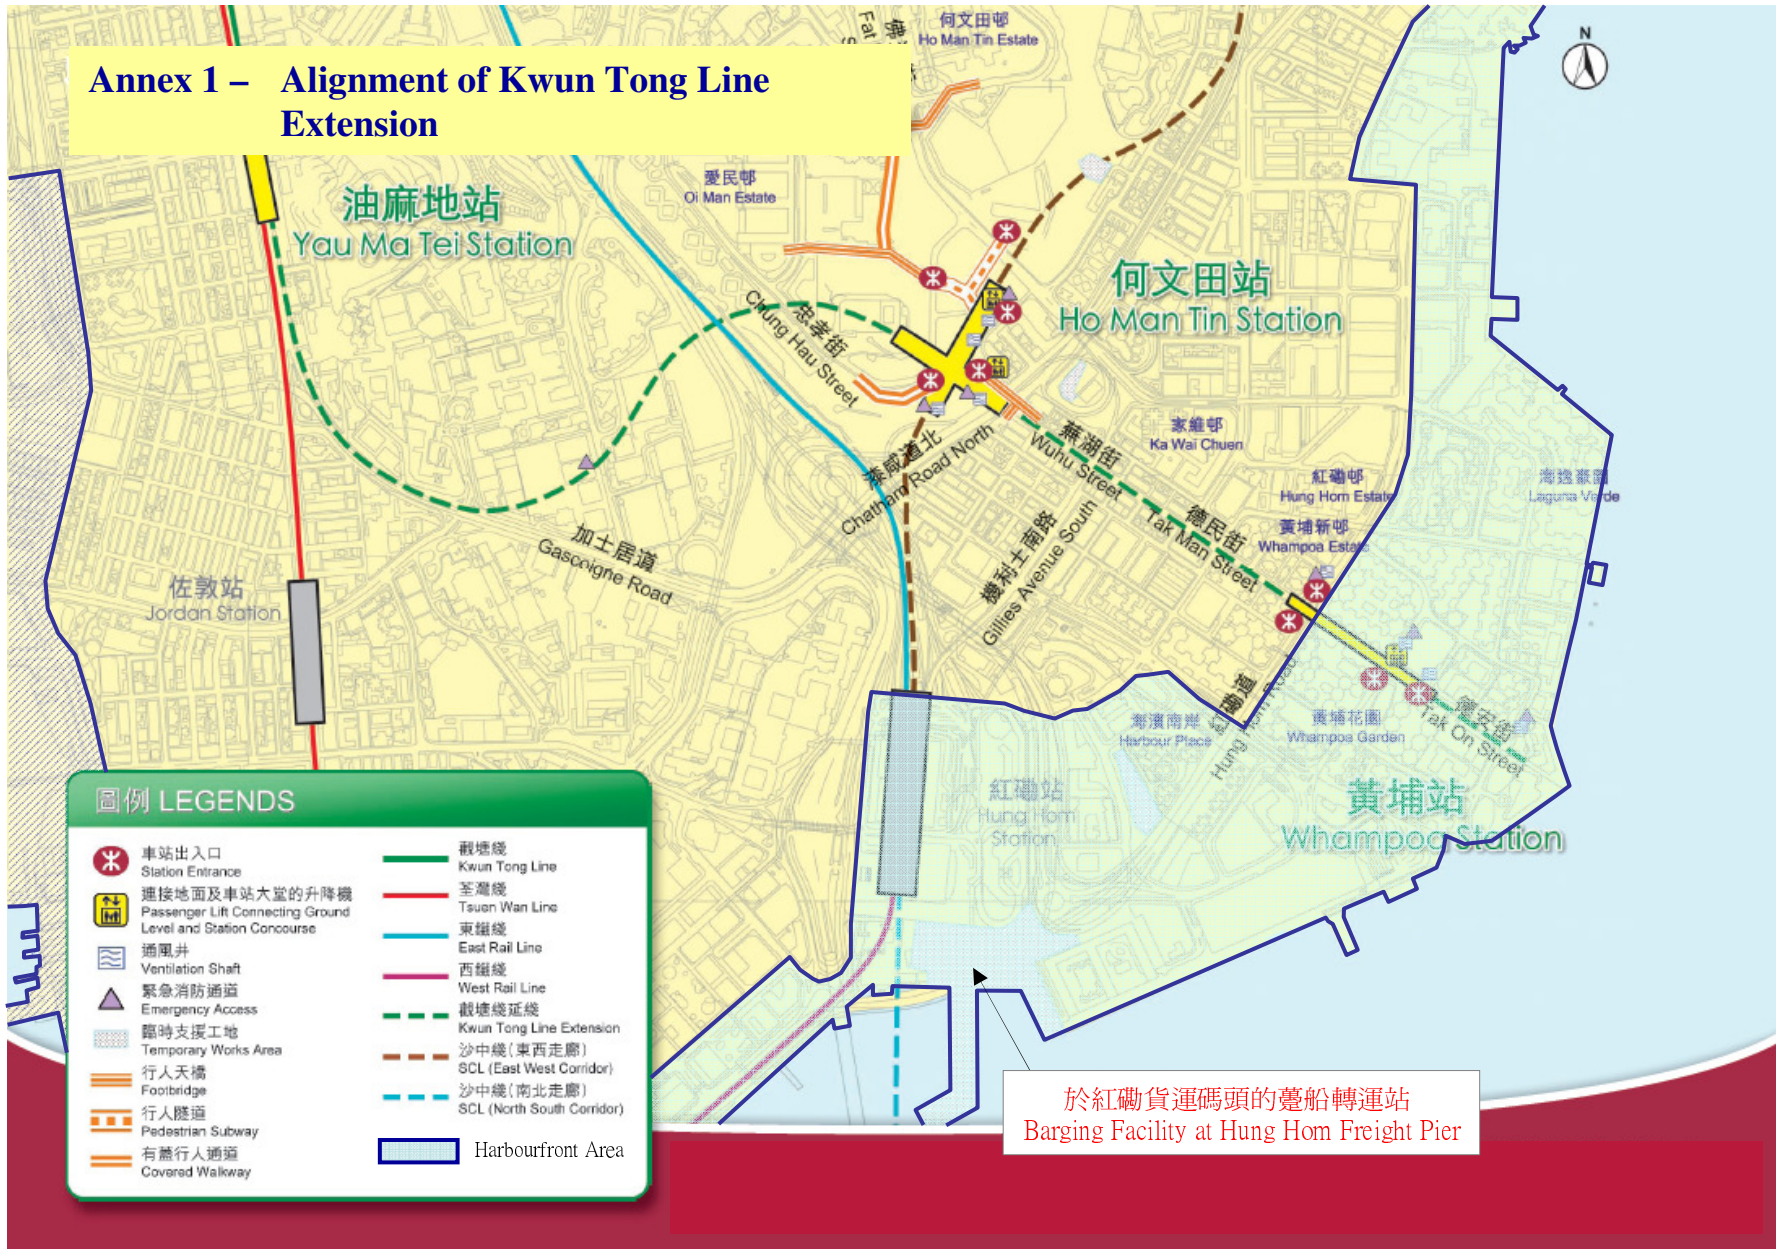 Annex 1 – Alignment of Kwun Tong Line
Extension
何文田邨
Ho Man Tin Estate
Fat
N
愛民邨
Oi Man Estate
油麻地站
Yau Ma Tei Station
何文田站
Ho Man Tin Station
忠孝街
Chung Hau Street
漆咸道北
Chatham Road North
蕪湖街
Wuhu Street
家維邨
Ka Wai Chuen
紅磡邨
Hung Hom Estate
海逸豪園
Laguna Verde
德民街
Tak Man Street
黃埔新邨
Whampoa Estate
機利士南路
Gillies Avenue South
加士居道
Gascoigne Road
佐敦站
Jordan Station
紅磡道
Hung Hom Road
海濱南岸
Harbour Place
黃埔花園
Whampoa Garden
德安街
Tak On Street
紅磡站
Hung Hom
Station
黃埔站
Whampoa Station
圖例 LEGENDS
車站出入口
Station Entrance
連接地面及車站大堂的升降機
Passenger Lift Connecting Ground
Level and Station Concourse
通風井
Ventilation Shaft
緊急消防通道
Emergency Access
臨時支援工地
Temporary Works Area
行人天橋
Footbridge
行人隧道
Pedestrian Subway
有蓋行人通道
Covered Walkway
觀塘綫
Kwun Tong Line
荃灣綫
Tsuen Wan Line
東鐵綫
East Rail Line
西鐵綫
West Rail Line
觀塘綫延綫
Kwun Tong Line Extension
沙中綫(東西走廊)
SCL (East West Corridor)
沙中綫(南北走廊)
SCL (North South Corridor)
Harbourfront Area
於紅磡貨運碼頭的躉船轉運站
Barging Facility at Hung Hom Freight Pier